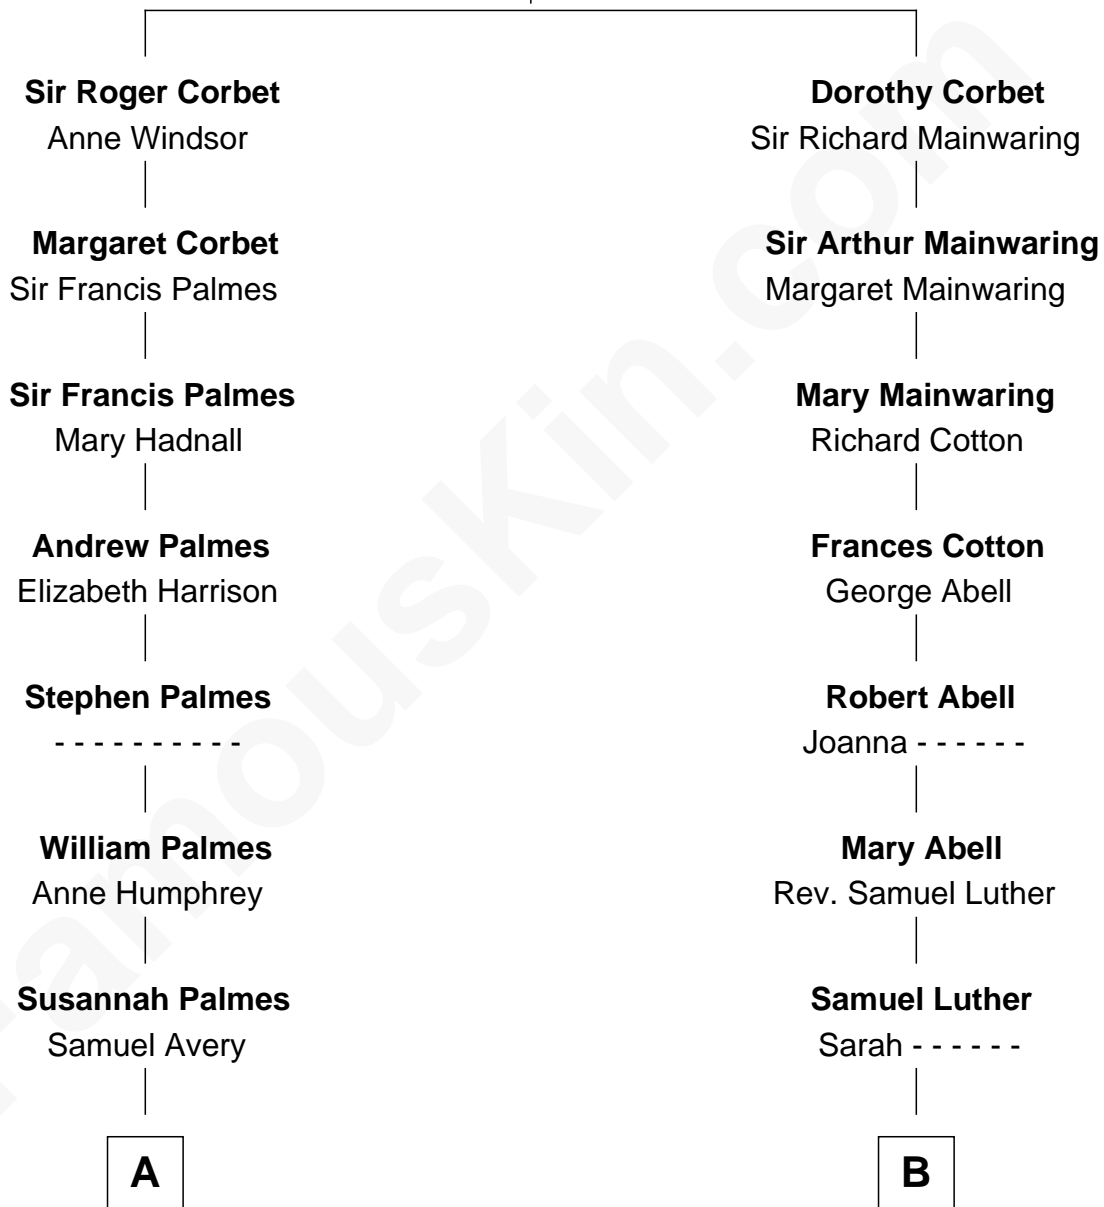 Sir Roger Corbet
Anne Windsor
Margaret Corbet
Sir Francis Palmes
Sir Francis Palmes
Mary Hadnall
Andrew Palmes
Elizabeth Harrison
Stephen Palmes
- - - - - - - - - -
William Palmes
Anne Humphrey
Susannah Palmes
Samuel Avery
A
Dorothy Corbet
Sir Richard Mainwaring
Sir Arthur Mainwaring
Margaret Mainwaring
Mary Mainwaring
Richard Cotton
Frances Cotton
George Abell
Robert Abell
Joanna - - - - - -
Mary Abell
Rev. Samuel Luther
Samuel Luther
Sarah - - - - - -
B
FamousKin.com